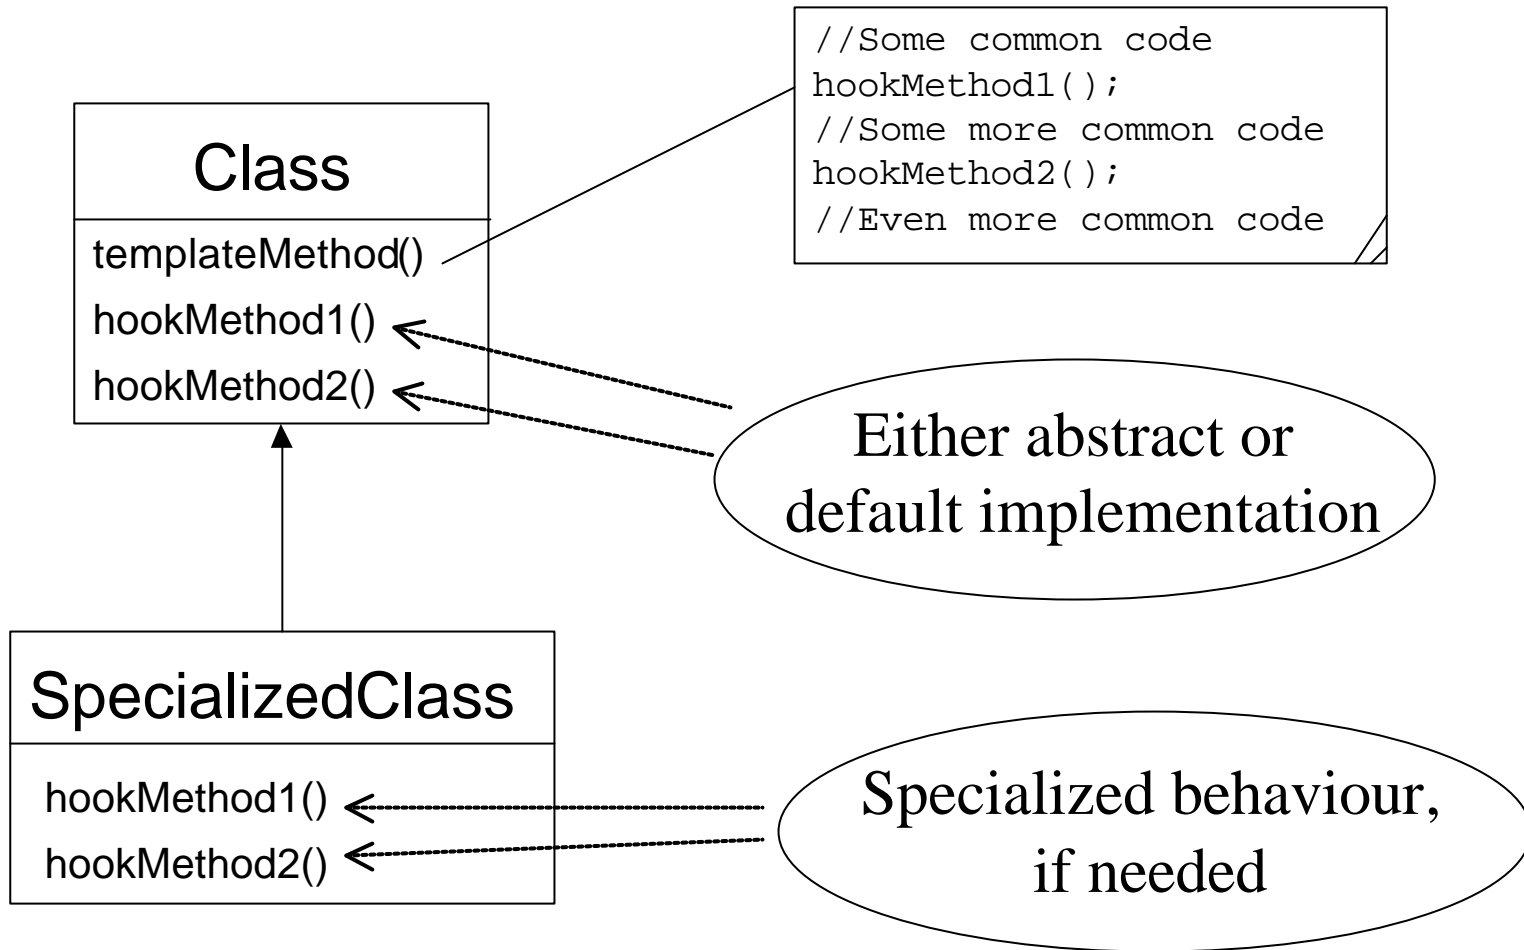 Class
templateMethod()
hookMethod1()
hookMethod2()
//Some common code
hookMethod1();
//Some more common code
hookMethod2();
//Even more common code
Either abstract or
default implementation
SpecializedClass
hookMethod1()
hookMethod2()
Specialized behaviour,
if needed